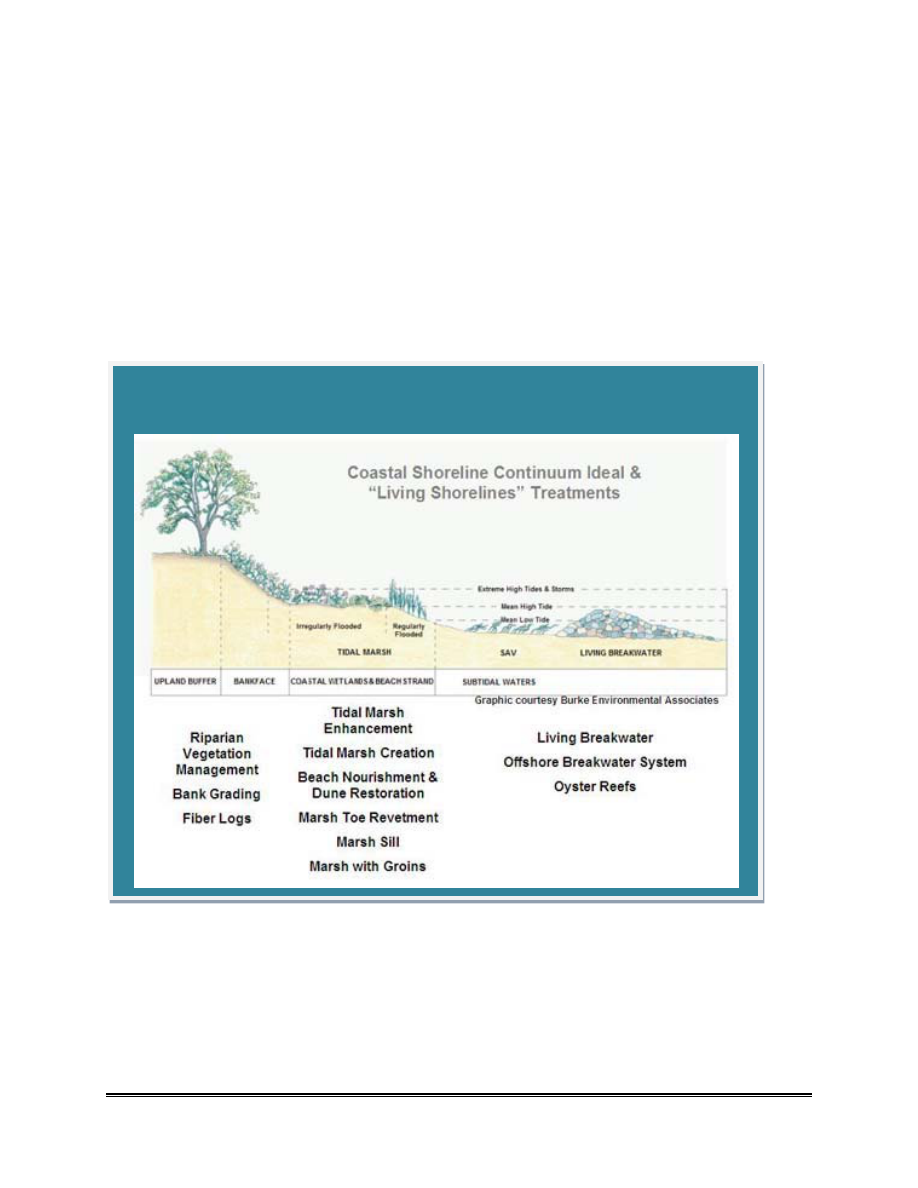 Coastal Shoreline Continuum Ideal &
“Living Shorelines” Treatments
Extreme High Tides & Storms
Mean High Tide
Mean Low Tide
Irregularly Flooded
Regularly
Flooded
TIDAL MARSH
SAV
LIVING BREAKWATER
UPLAND BUFFER
BANKFACE
COASTAL WETLANDS & BEACH STRAND
SUBTIDAL WATERS
Graphic courtesy Burke Environmental Associates
Riparian
Vegetation
Management
Bank Grading
Fiber Logs
Tidal Marsh
Enhancement
Tidal Marsh Creation
Beach Nourishment &
Dune Restoration
Marsh Toe Revetment
Marsh Sill
Marsh with Groins
Living Breakwater
Offshore Breakwater System
Oyster Reefs